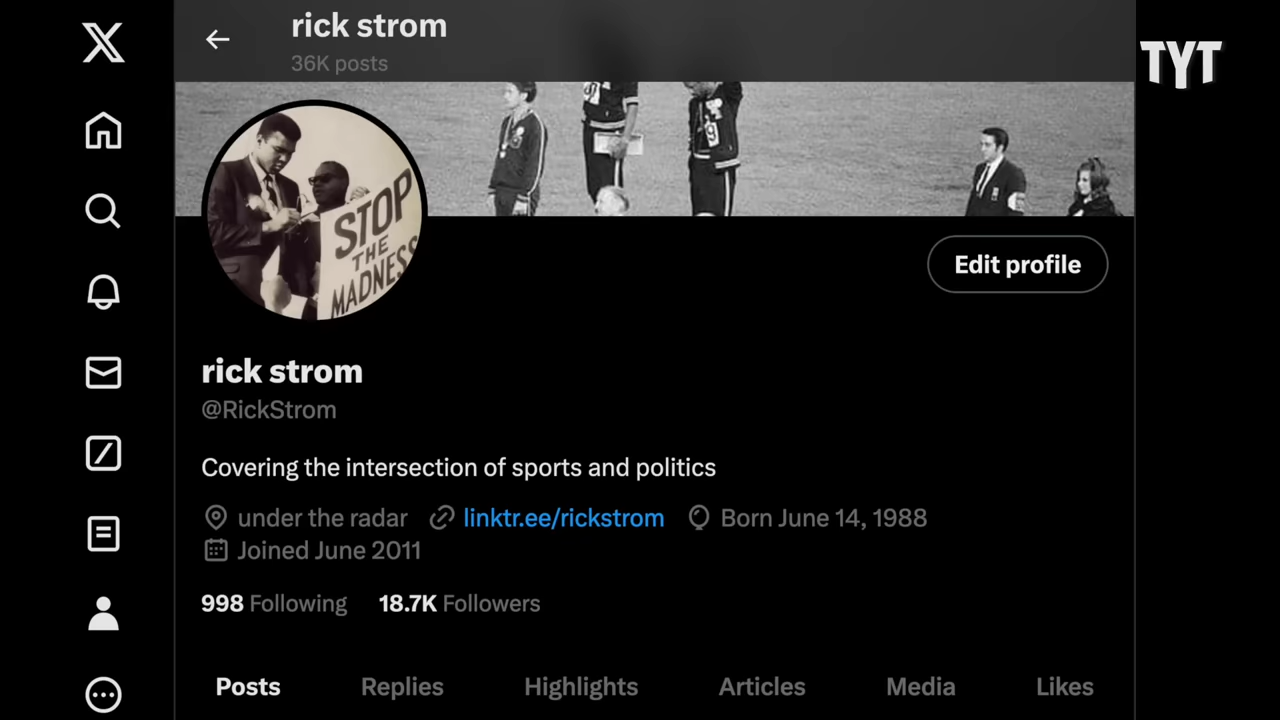 rick strom
36K posts
TYT
9
STOP
THE
MADNESS
Edit profile
rick strom
@RickStrom
Covering the intersection of sports and politics
under the radar linktr.ee/rickstrom Born June 14, 1988
Joined June 2011
998 Following 18.7K Followers
Posts Replies Highlights Articles Media Likes